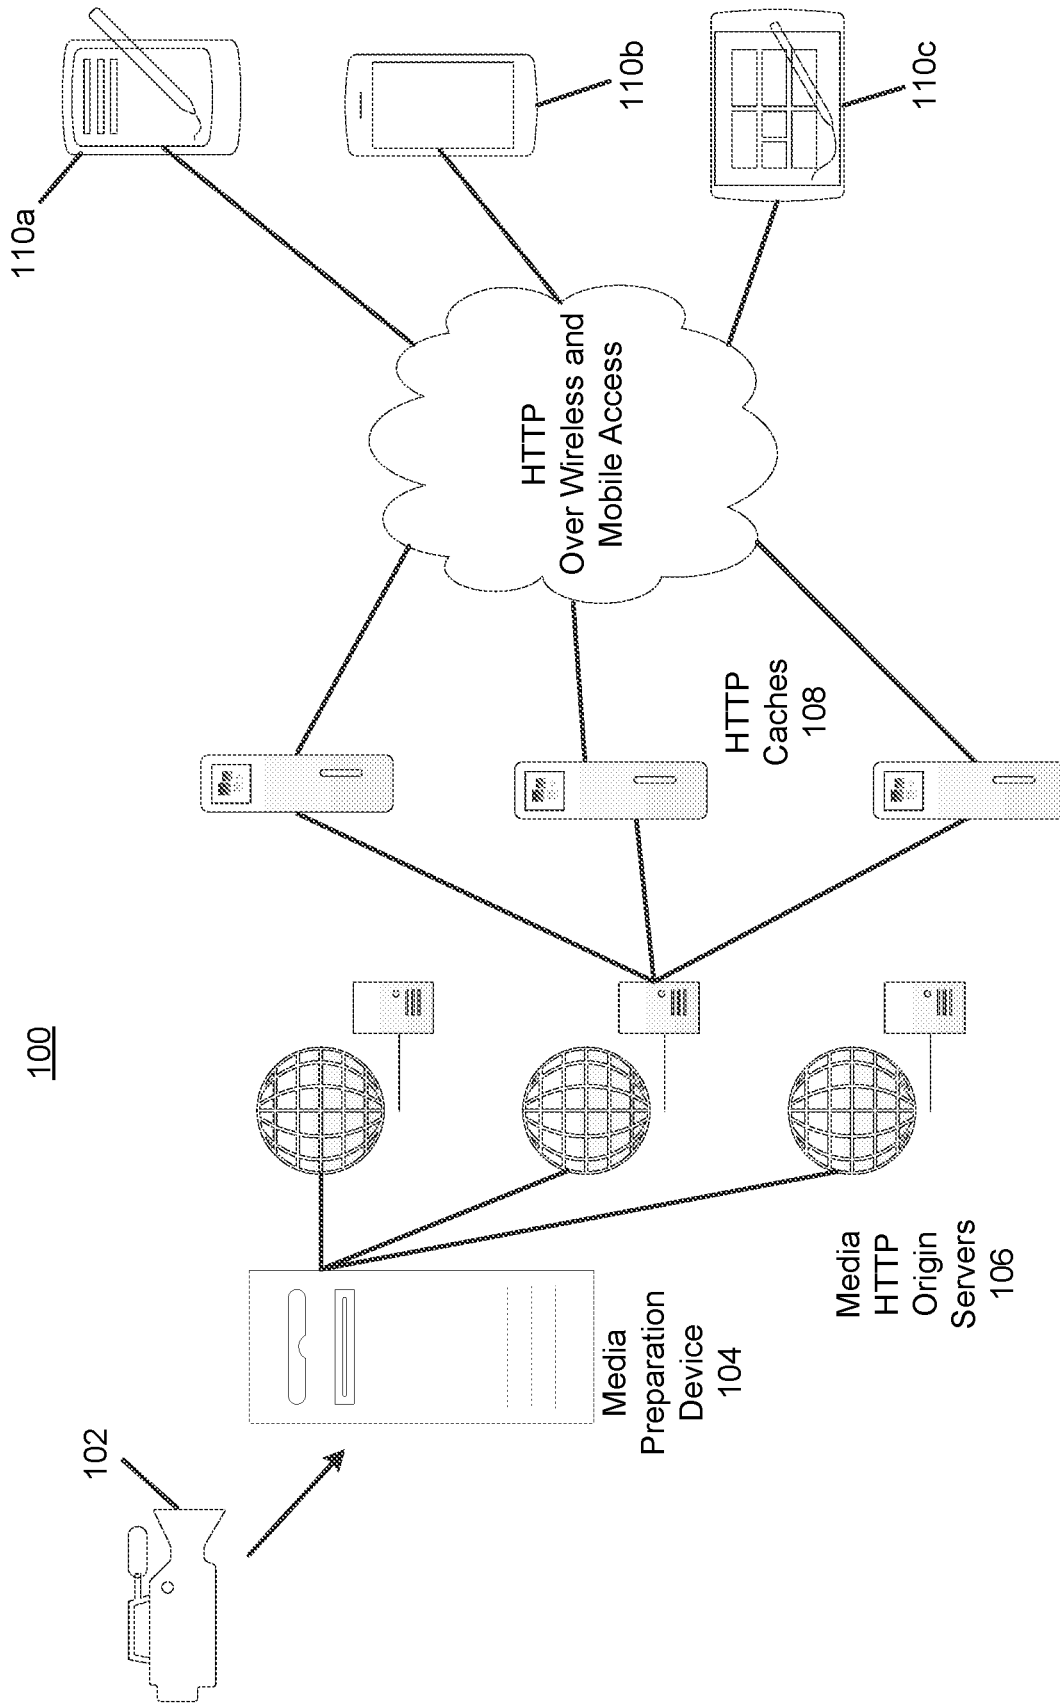 100
102
Media
Preparation
Device
104
Media
HTTP
Origin
Servers
106
HTTP
Caches
108
HTTP
Over Wireless and
Mobile Access
110a
110b
110c